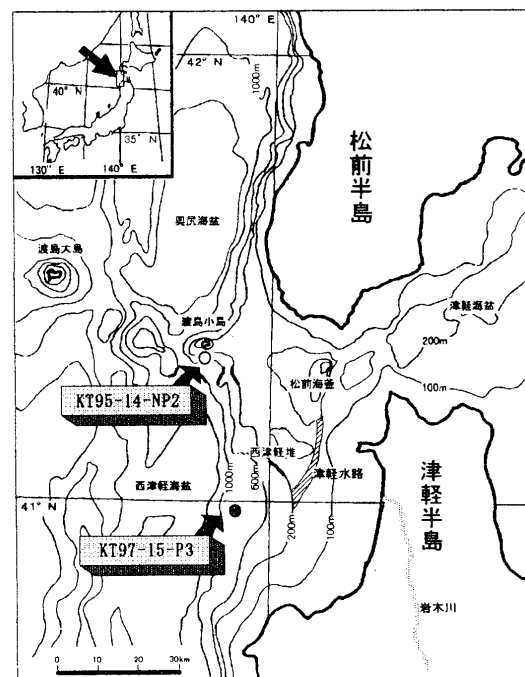 140° E
42° N
1000m
40° N
35° N
130° E
140° E
松前半島
奥尻海盆
渡島大島
渡島小島
津軽海盆
200m
松前海釜
100m
KT95-14-NP2
西津軽堆
西津軽海盆
1000m
500m
津軽水路
41° N
200m
100m
津軽半島
KT97-15-P3
岩木川
0 10 20 30km